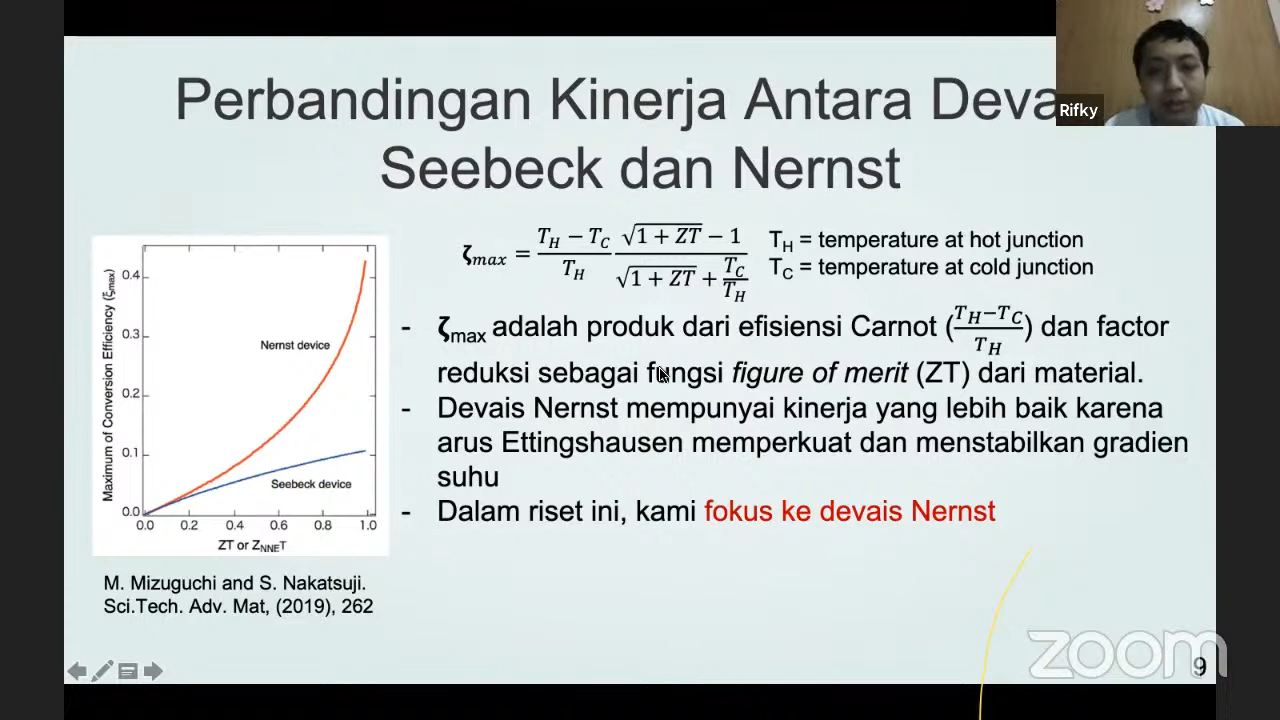 Perbandingan Kinerja Antara Deva
Seebeck dan Nernst
Rifky
ζmax = (T_H − T_C)/T_H (√(1 + ZT) − 1)/(√(1 + ZT) + T_C/T_H)
T_H = temperature at hot junction
T_C = temperature at cold junction
- ζmax adalah produk dari efisiensi Carnot ((T_H−T_C)/T_H) dan factor
reduksi sebagai fungsi figure of merit (ZT) dari material.
- Devais Nernst mempunyai kinerja yang lebih baik karena
arus Ettingshausen memperkuat dan menstabilkan gradien
suhu
- Dalam riset ini, kami fokus ke devais Nernst
Maximum of Conversion Efficiency (ξmax)
0.4
0.3
0.2
0.1
0.0
Nernst device
Seebeck device
0.0 0.2 0.4 0.6 0.8 1.0
ZT or Z_NNE T
M. Mizuguchi and S. Nakatsuji.
Sci.Tech. Adv. Mat, (2019), 262
zoom
9